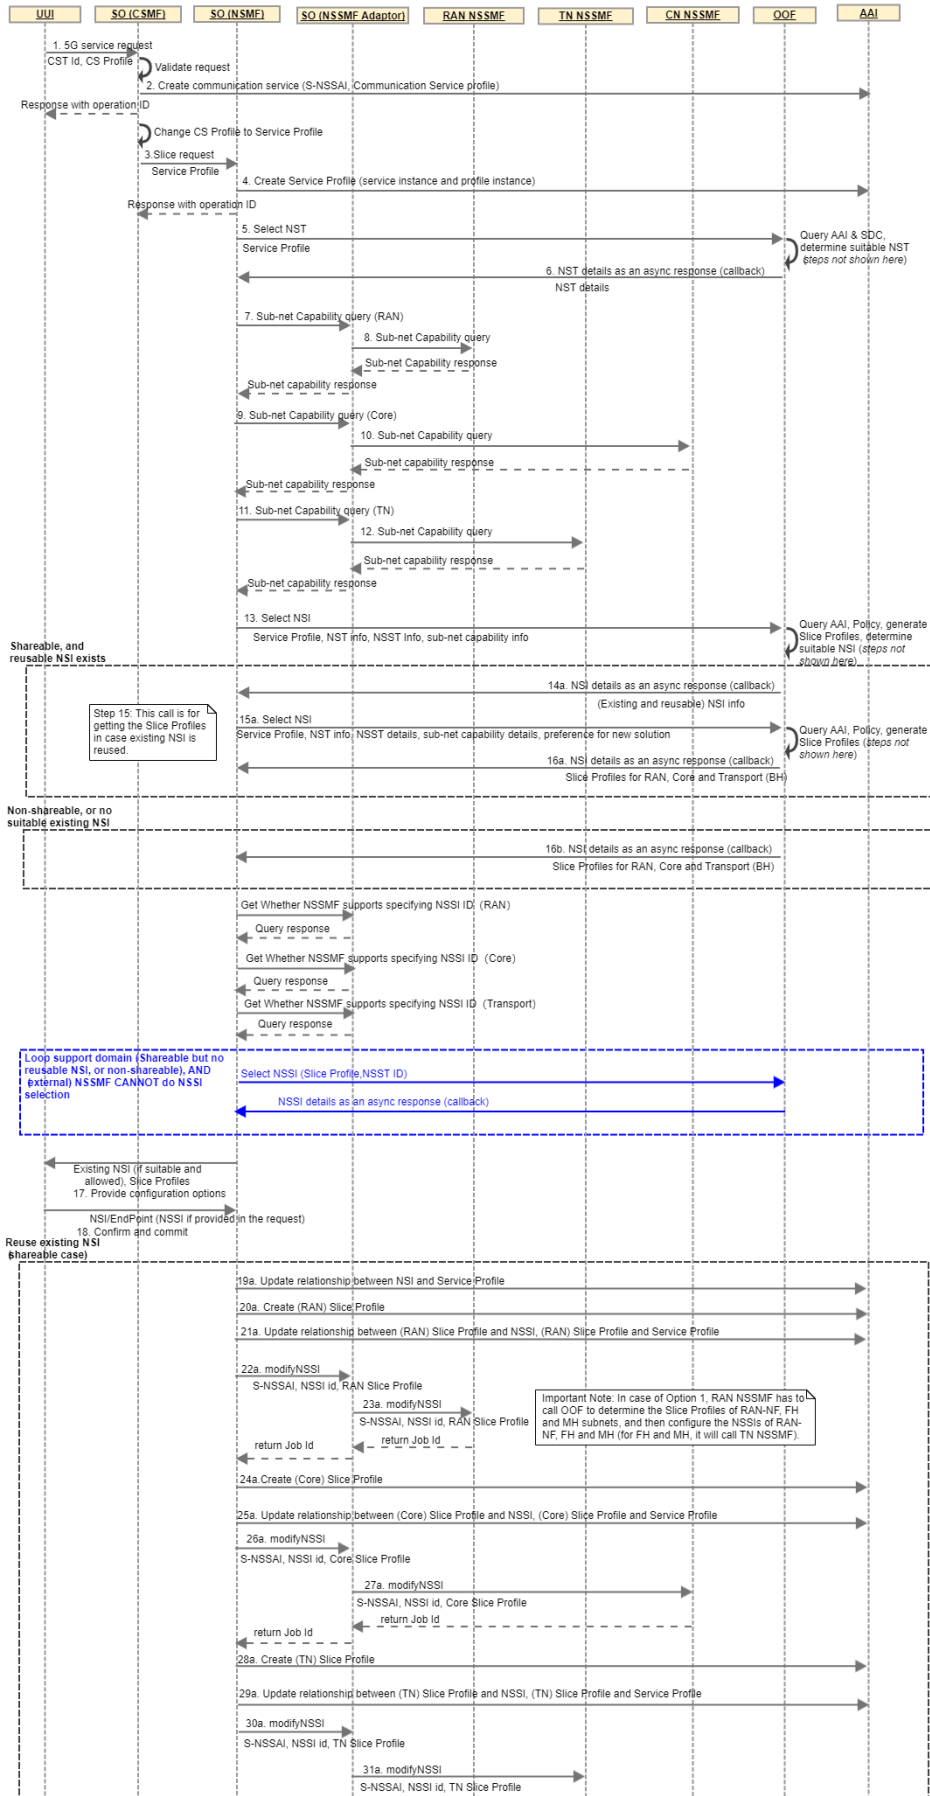 UUI
SO (CSMF)
SO (NSMF)
SO (NSSMF Adaptor)
RAN NSSMF
TN NSSMF
CN NSSMF
OOF
AAI
1. 5G service request
CST Id, CS Profile
Validate request
2. Create communication service (S-NSSAI, Communication Service profile)
Response with operation ID
Change CS Profile to Service Profile
3.Slice request
Service Profile
4. Create Service Profile (service instance and profile instance)
Response with operation ID
5. Select NST
Service Profile
Query AAI & SDC,
determine suitable NST
(steps not shown here)
6. NST details as an async response (callback)
NST details
7. Sub-net Capability query (RAN)
8. Sub-net Capability query
Sub-net Capability response
Sub-net capability response
9. Sub-net Capability query (Core)
10. Sub-net Capability query
Sub-net capability response
Sub-net capability response
11. Sub-net Capability query (TN)
12. Sub-net Capability query
Sub-net capability response
Sub-net capability response
13. Select NSI
Service Profile, NST info, NSST Info, sub-net capability info
Query AAI, Policy, generate
Slice Profiles, determine
suitable NSI (steps not
shown here)
Shareable, and
reusable NSI exists
14a. NSI details as an async response (callback)
(Existing and reusable) NSI info
Step 15: This call is for
getting the Slice Profiles
in case existing NSI is
reused.
15a. Select NSI
Service Profile, NST info, NSST details, sub-net capability details, preference for new solution
Query AAI, Policy, generate
Slice Profiles (steps not
shown here)
16a. NSI details as an async response (callback)
Slice Profiles for RAN, Core and Transport (BH)
Non-shareable, or no
suitable existing NSI
16b. NSI details as an async response (callback)
Slice Profiles for RAN, Core and Transport (BH)
Get Whether NSSMF supports specifying NSSI ID (RAN)
Query response
Get Whether NSSMF supports specifying NSSI ID (Core)
Query response
Get Whether NSSMF supports specifying NSSI ID (Transport)
Query response
Loop support domain (Shareable but no
reusable NSI, or non-shareable), AND
(external) NSSMF CANNOT do NSSI
selection
Select NSSI (Slice Profile,NSST ID)
NSSI details as an async response (callback)
Existing NSI (if suitable and
allowed), Slice Profiles
17. Provide configuration options
NSI/EndPoint (NSSI if provided in the request)
18. Confirm and commit
Reuse existing NSI
(shareable case)
19a. Update relationship between NSI and Service Profile
20a. Create (RAN) Slice Profile
21a. Update relationship between (RAN) Slice Profile and NSSI, (RAN) Slice Profile and Service Profile
22a. modifyNSSI
S-NSSAI, NSSI id, RAN Slice Profile
23a. modifyNSSI
S-NSSAI, NSSI id, RAN Slice Profile
Important Note: In case of Option 1, RAN NSSMF has to
call OOF to determine the Slice Profiles of RAN-NF, FH
and MH subnets, and then configure the NSSIs of RAN-
NF, FH and MH (for FH and MH, it will call TN NSSMF).
return Job Id
return Job Id
24a.Create (Core) Slice Profile
25a. Update relationship between (Core) Slice Profile and NSSI, (Core) Slice Profile and Service Profile
26a. modifyNSSI
S-NSSAI, NSSI id, Core Slice Profile
27a. modifyNSSI
S-NSSAI, NSSI id, Core Slice Profile
return Job Id
return Job Id
28a. Create (TN) Slice Profile
29a. Update relationship between (TN) Slice Profile and NSSI, (TN) Slice Profile and Service Profile
30a. modifyNSSI
S-NSSAI, NSSI id, TN Slice Profile
31a. modifyNSSI
S-NSSAI, NSSI id, TN Slice Profile